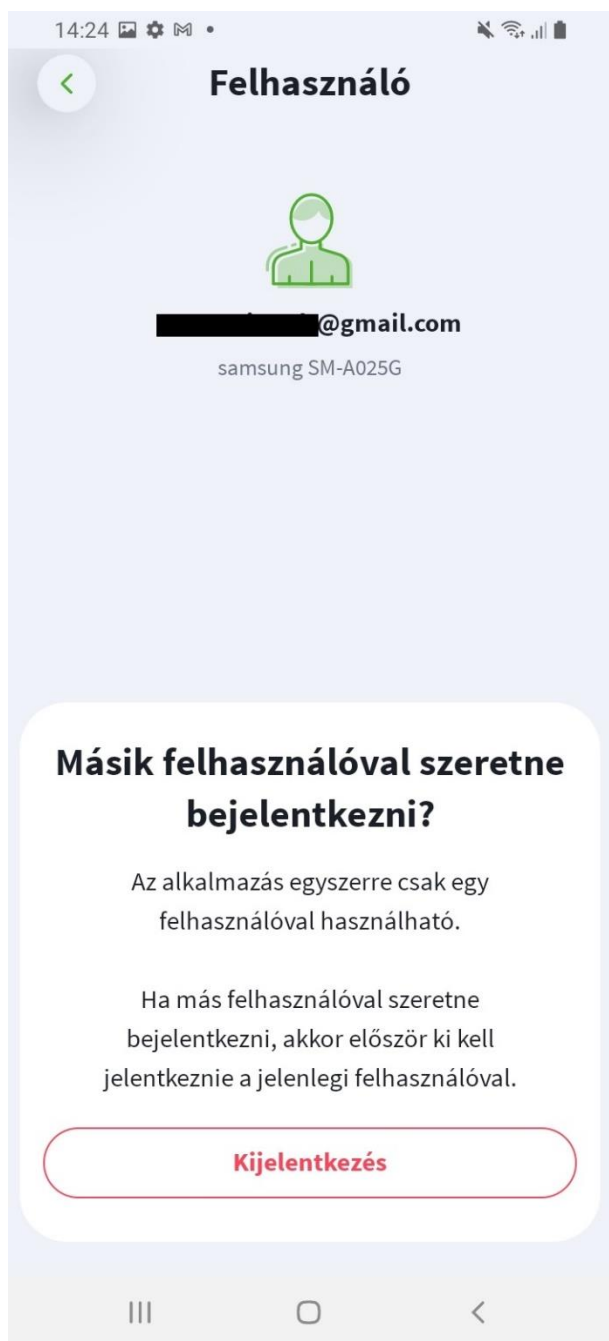 14:24
Felhasználó
@gmail.com
samsung SM-A025G
Másik felhasználóval szeretne
bejelentkezni?
Az alkalmazás egyszerre csak egy
felhasználóval használható.
Ha más felhasználóval szeretne
bejelentkezni, akkor először ki kell
jelentkeznie a jelenlegi felhasználóval.
Kijelentkezés